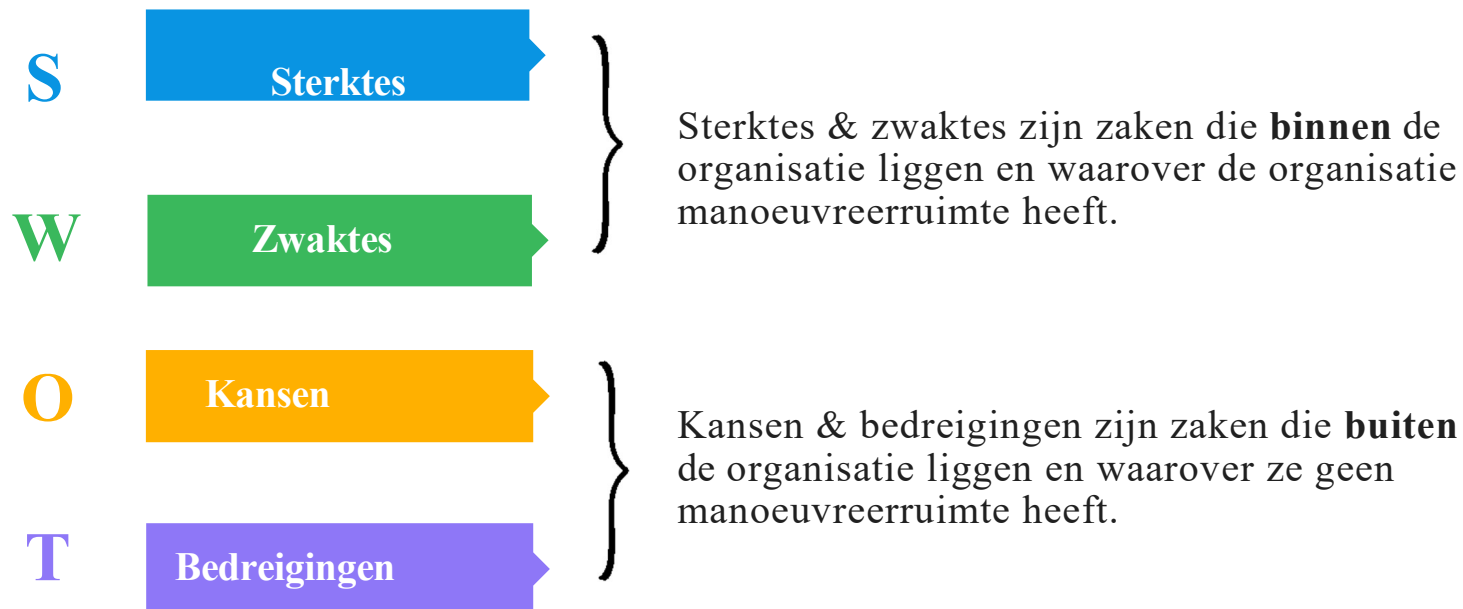 S
Sterktes
Sterktes & zwaktes zijn zaken die binnen de
organisatie liggen en waarover de organisatie
manoeuvreerruimte heeft.
W
Zwaktes
O
Kansen
Kansen & bedreigingen zijn zaken die buiten
de organisatie liggen en waarover ze geen
manoeuvreerruimte heeft.
T
Bedreigingen